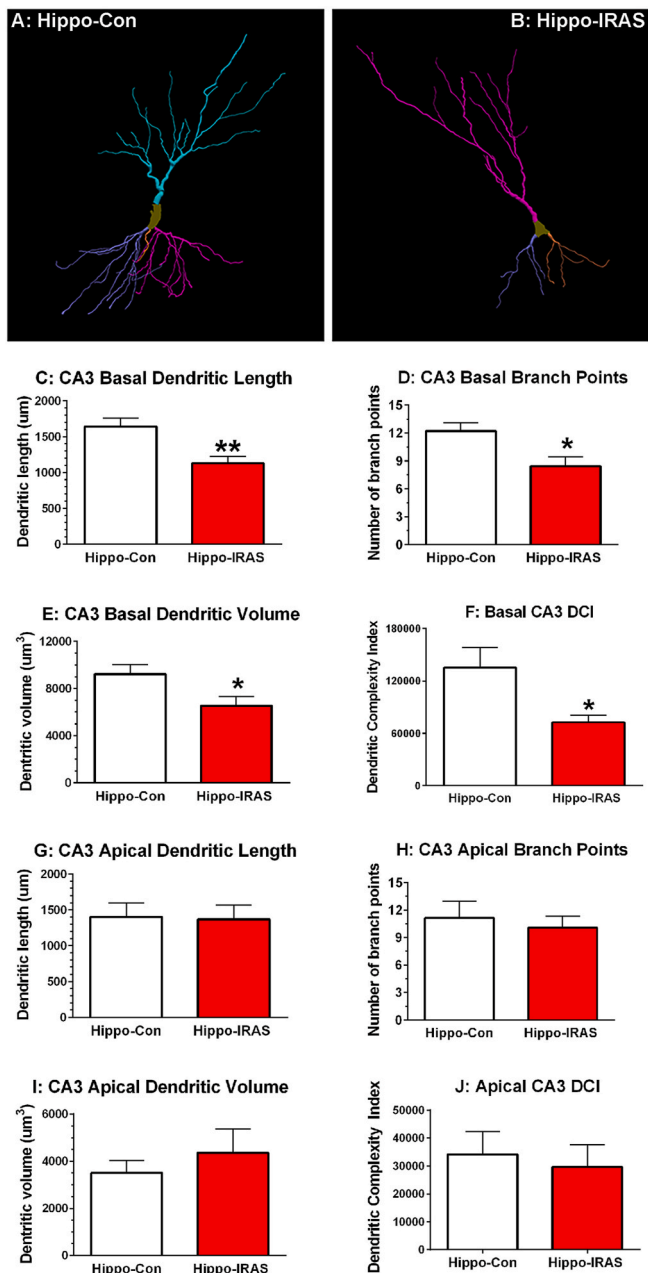 A: Hippo-Con
B: Hippo-IRAS
C: CA3 Basal Dendritic Length
Dendritic length (um)
2000
1500
1000
500
0
**
Hippo-Con Hippo-IRAS
D: CA3 Basal Branch Points
Number of branch points
15
12
9
6
3
0
*
Hippo-Con Hippo-IRAS
E: CA3 Basal Dendritic Volume
Dentritic volume (um³)
12000
8000
4000
0
*
Hippo-Con Hippo-IRAS
F: Basal CA3 DCI
Dendritic Complexity Index
180000
120000
60000
0
*
Hippo-Con Hippo-IRAS
G: CA3 Apical Dendritic Length
Dendritic length (um)
2000
1500
1000
500
0
Hippo-Con Hippo-IRAS
H: CA3 Apical Branch Points
Number of branch points
15
12
9
6
3
0
Hippo-Con Hippo-IRAS
I: CA3 Apical Dendritic Volume
Dentritic volume (um³)
6000
4000
2000
0
Hippo-Con Hippo-IRAS
J: Apical CA3 DCI
Dendritic Complexity Index
50000
40000
30000
20000
10000
0
Hippo-Con Hippo-IRAS